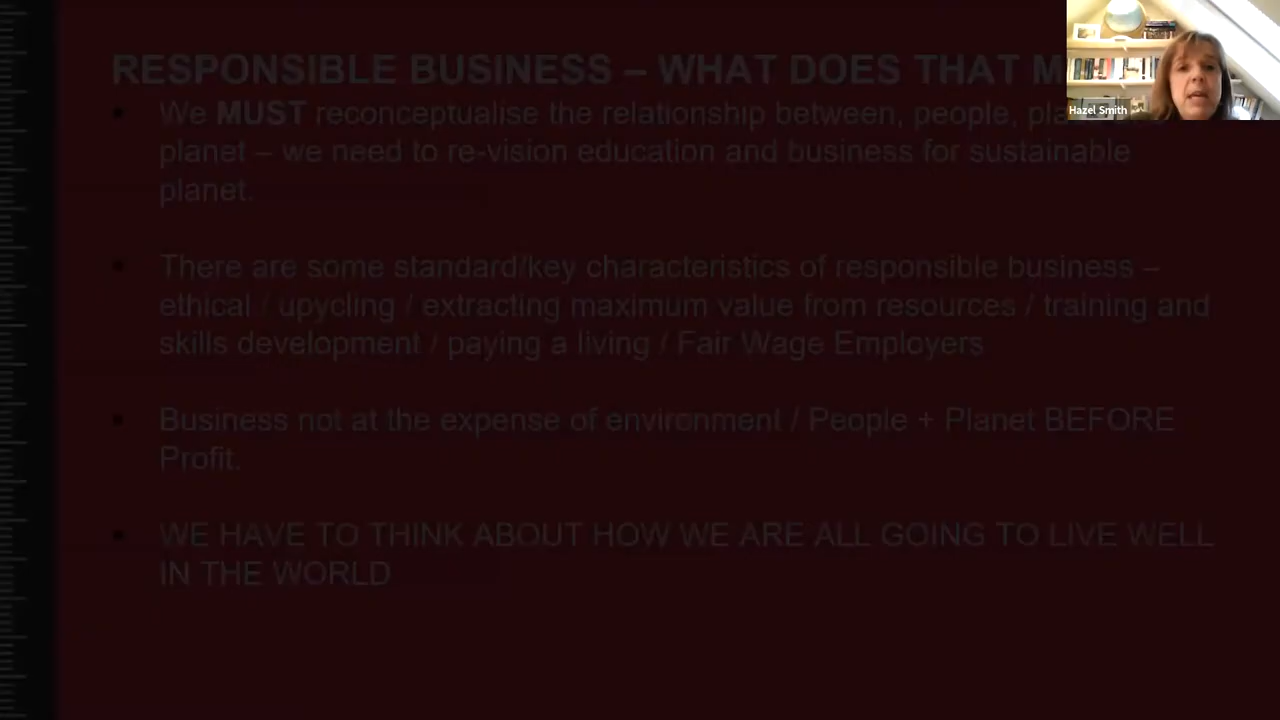 RESPONSIBLE BUSINESS – WHAT DOES THAT M
We MUST reconceptualise the relationship between, people, pla
planet – we need to re-vision education and business for sustainable
planet.
There are some standard/key characteristics of responsible business –
ethical / upycling / extracting maximum value from resources / training and
skills development / paying a living / Fair Wage Employers
Business not at the expense of environment / People + Planet BEFORE
Profit.
WE HAVE TO THINK ABOUT HOW WE ARE ALL GOING TO LIVE WELL
IN THE WORLD
Hazel Smith